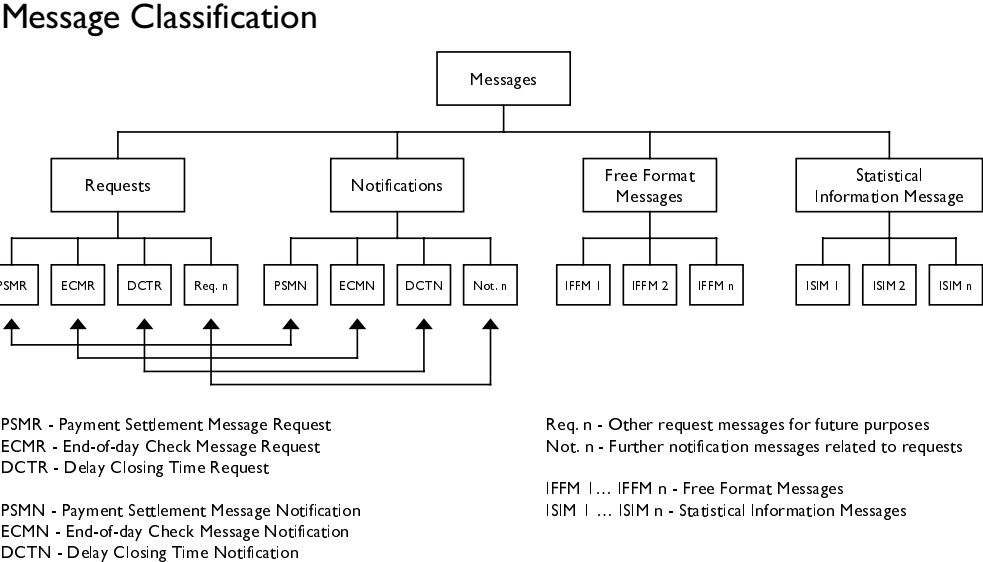 Message Classification
Messages
Requests
Notifications
Free Format
Messages
Statistical
Information Message
PSMR
ECMR
DCTR
Req. n
PSMN
ECMN
DCTN
Not. n
IFFM 1
IFFM 2
IFFM n
ISIM 1
ISIM 2
ISIM n
PSMR - Payment Settlement Message Request
ECMR - End-of-day Check Message Request
DCTR - Delay Closing Time Request
PSMN - Payment Settlement Message Notification
ECMN - End-of-day Check Message Notification
DCTN - Delay Closing Time Notification
Req. n - Other request messages for future purposes
Not. n - Further notification messages related to requests
IFFM 1... IFFM n - Free Format Messages
ISIM 1 ... ISIM n - Statistical Information Messages